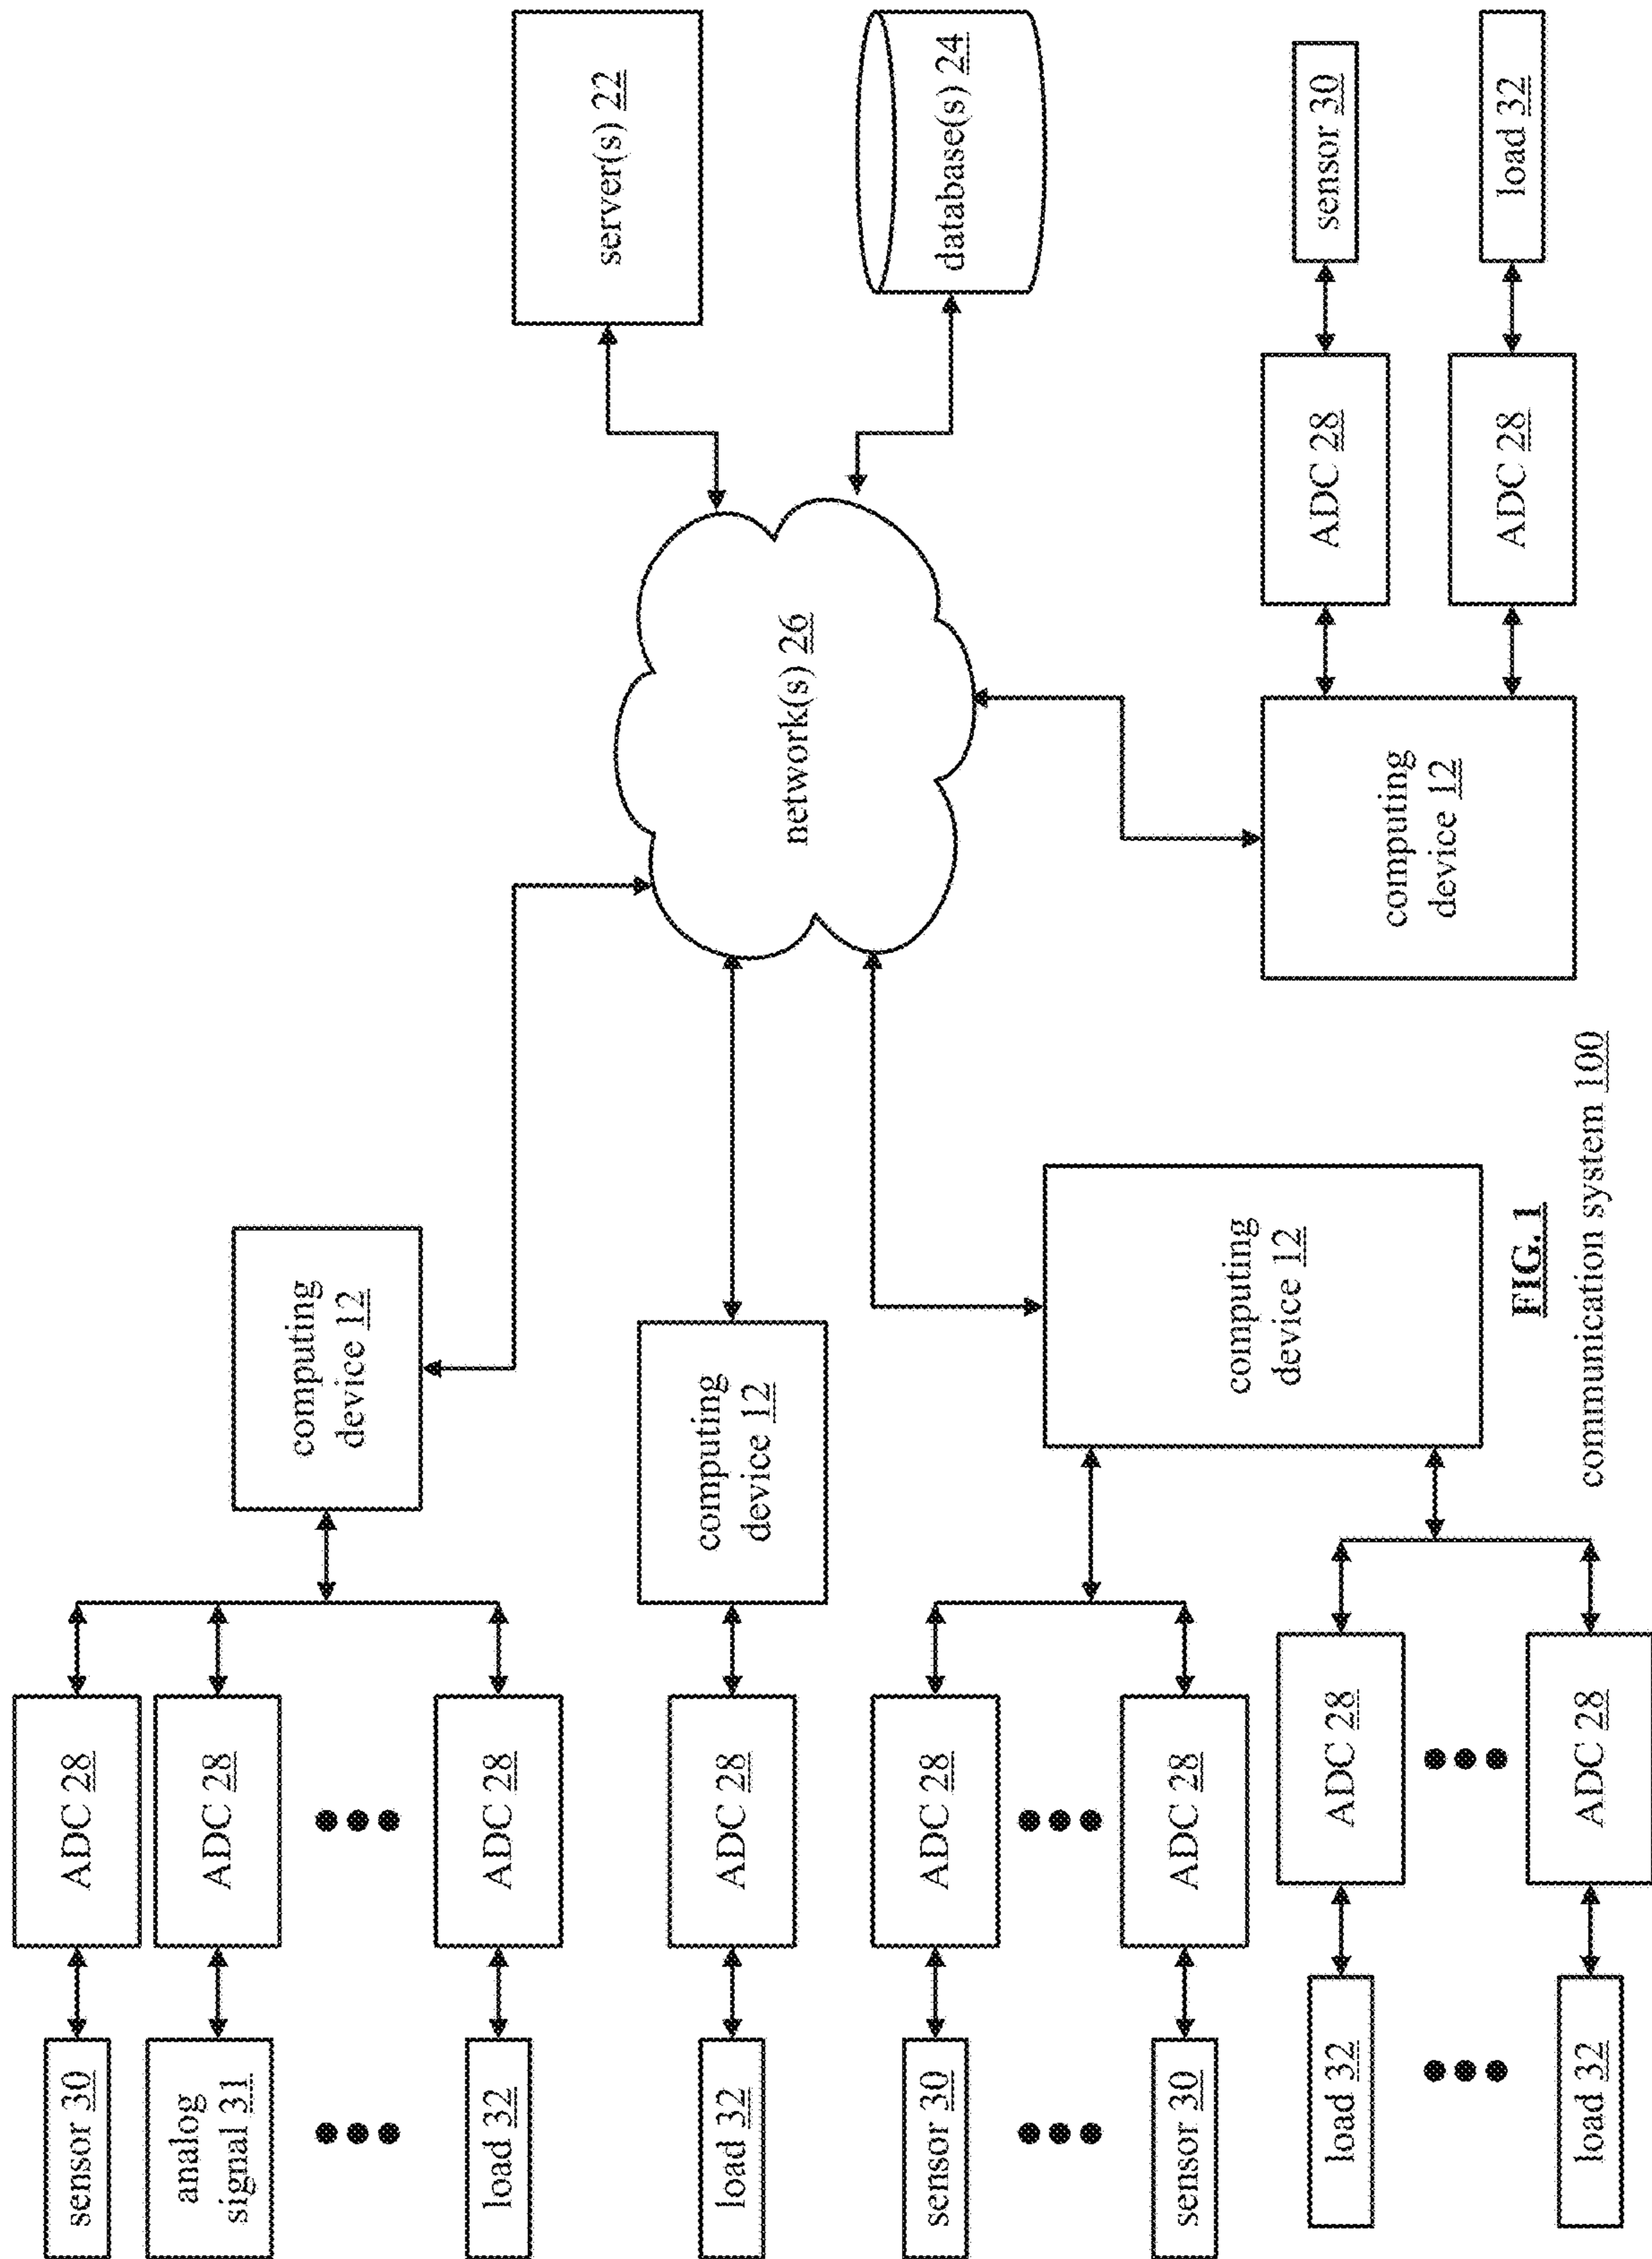 sensor 30
ADC 28
analog
signal 31
ADC 28
load 32
ADC 28
computing
device 12
load 32
ADC 28
computing
device 12
sensor 30
ADC 28
sensor 30
ADC 28
load 32
ADC 28
load 32
ADC 28
computing
device 12
network(s) 26
server(s) 22
database(s) 24
computing
device 12
ADC 28
sensor 30
ADC 28
load 32
FIG. 1
communication system 100